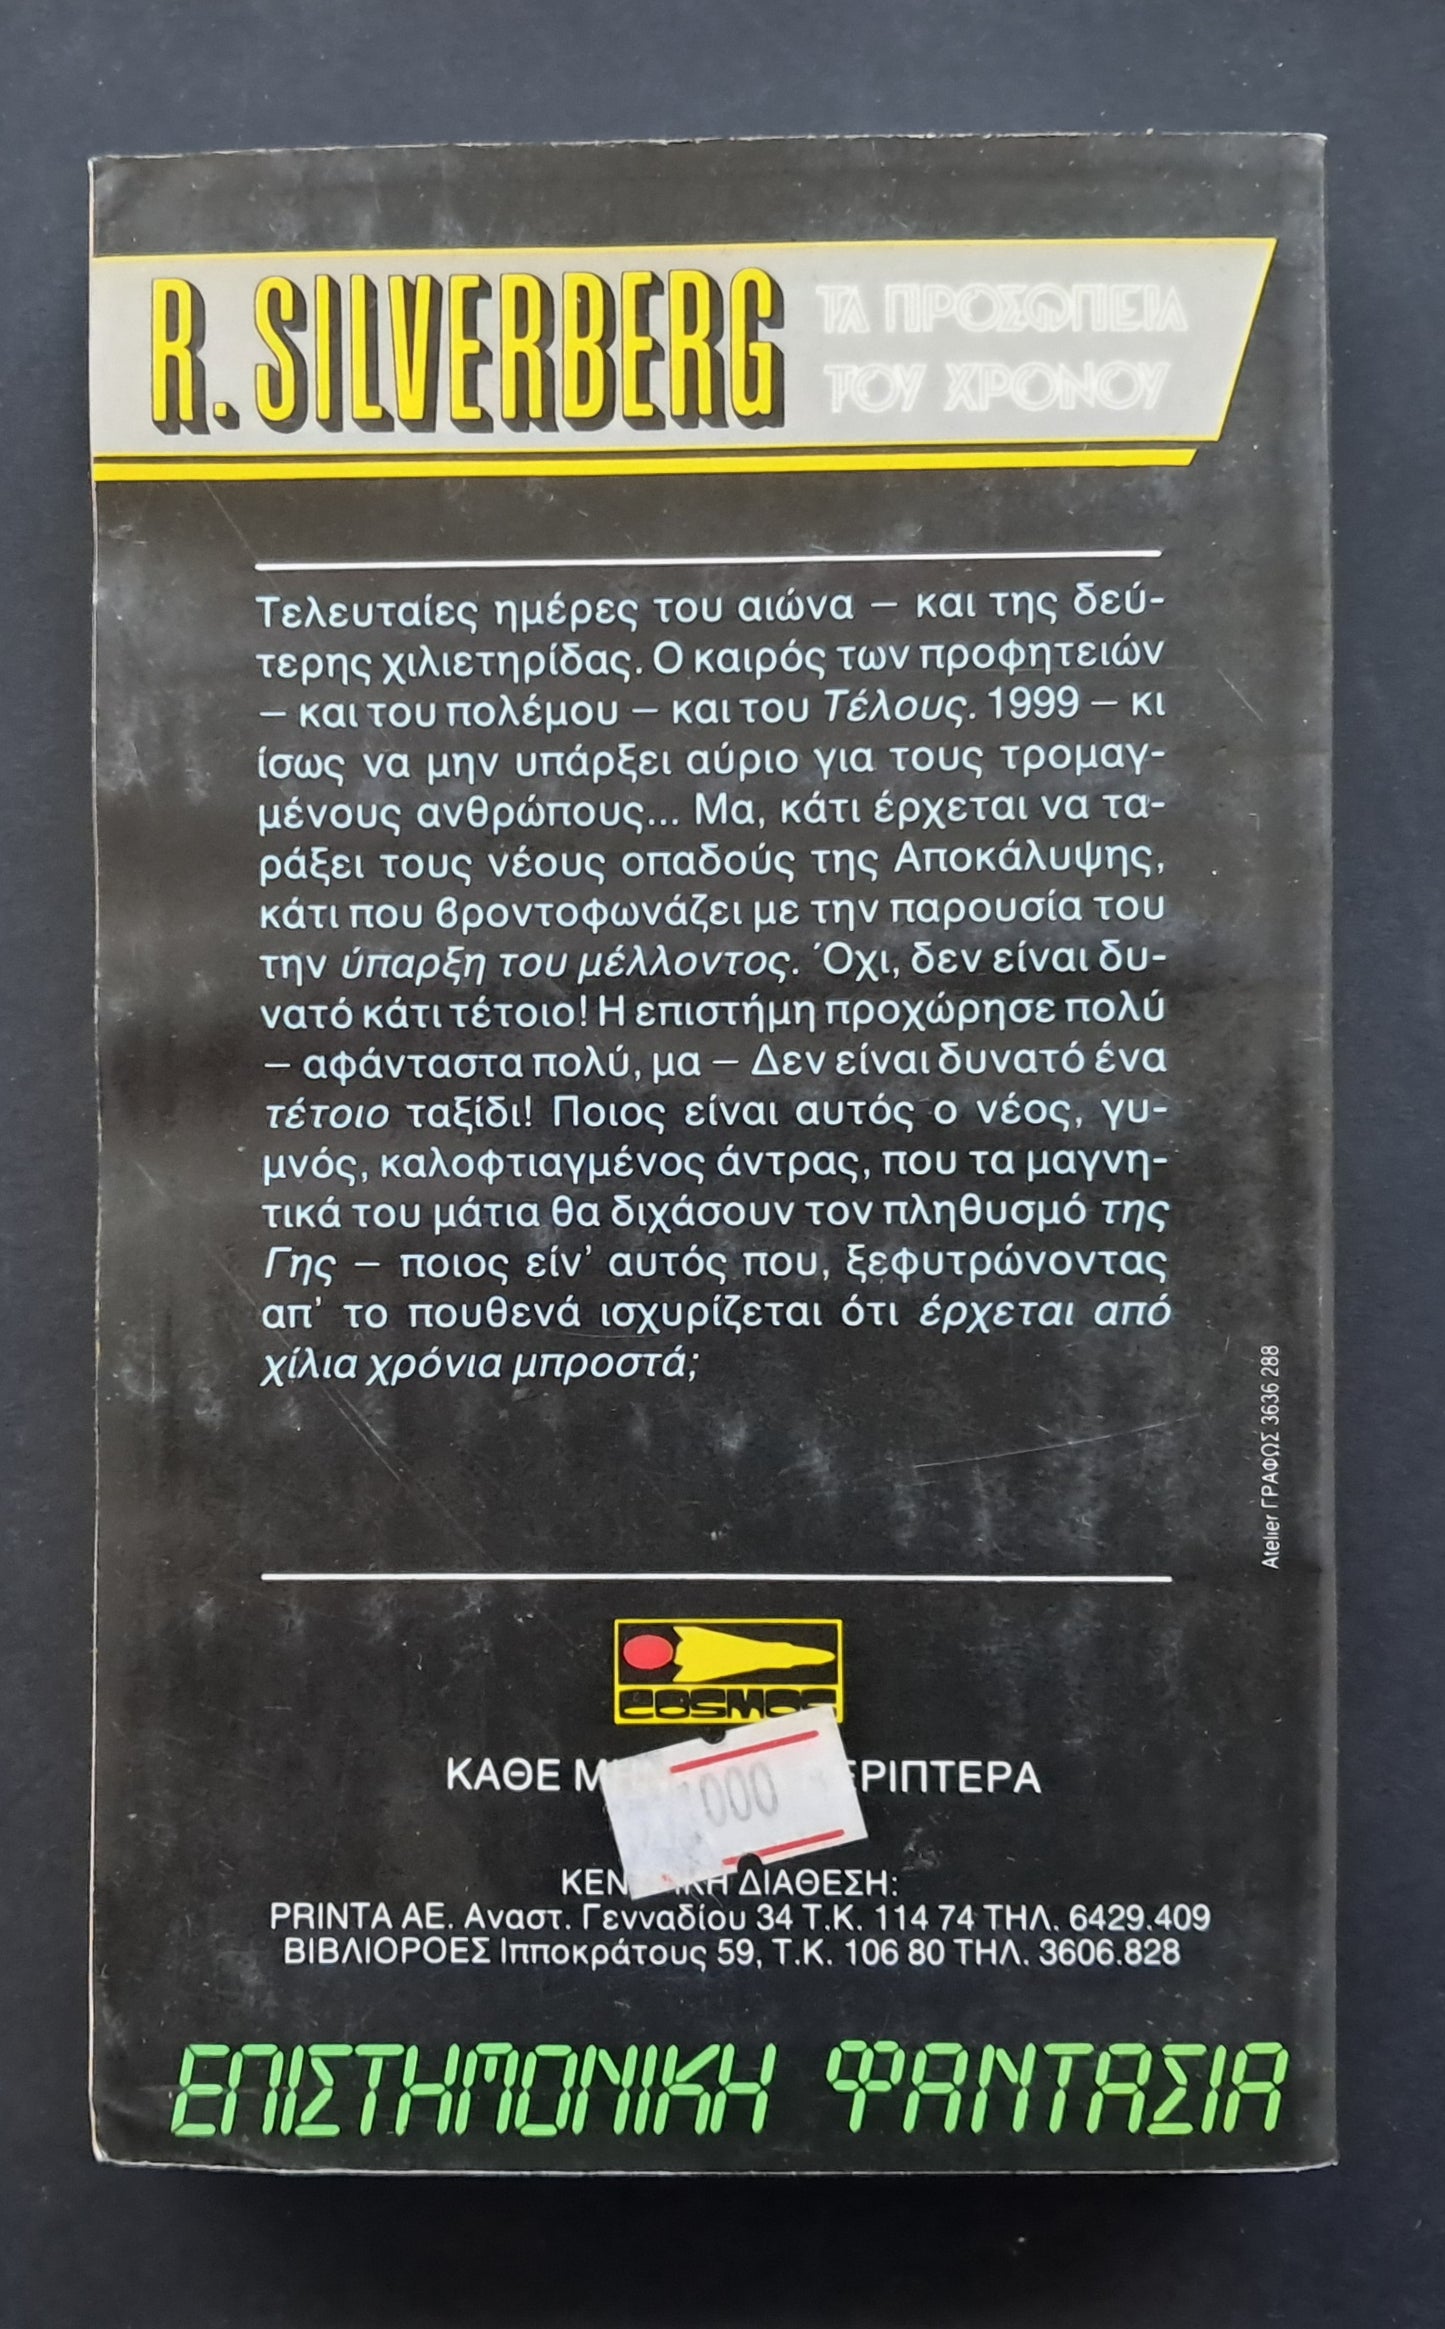 R. SILVERBERG
ΤΑ ΠΡΟΣΩΠΕΙΑ
ΤΟΥ ΧΡΟΝΟΥ
Τελευταίες ημέρες του αιώνα – και της δεύ-
τερης χιλιετηρίδας. Ο καιρός των προφητειών
– και του πολέμου – και του Τέλους. 1999 – κι
ίσως να μην υπάρξει αύριο για τους τρομαγ-
μένους ανθρώπους... Μα, κάτι έρχεται να τα-
ράξει τους νέους οπαδούς της Αποκάλυψης,
κάτι που βροντοφωνάζει με την παρουσία του
την ύπαρξη του μέλλοντος. Όχι, δεν είναι δυ-
νατό κάτι τέτοιο! Η επιστήμη προχώρησε πολύ
– αφάνταστα πολύ, μα – Δεν είναι δυνατό ένα
τέτοιο ταξίδι! Ποιος είναι αυτός ο νέος, γυ-
μνός, καλοφτιαγμένος άντρας, που τα μαγνη-
τικά του μάτια θα διχάσουν τον πληθυσμό της
Γης – ποιος είν' αυτός που, ξεφυτρώνοντας
απ' το πουθενά ισχυρίζεται ότι έρχεται από
χίλια χρόνια μπροστά;
Atelier ΓΡΑΦΩΣ 3636 288
COSMOS
ΚΑΘΕ
1000
ΔΙΑΘΕΣΗ:
PRINTA AE. Αναστ. Γενναδίου 34 Τ.Κ. 114 74 ΤΗΛ. 6429.409
ΒΙΒΛΙΟΡΟΕΣ Ιπποκράτους 59, Τ.Κ. 106 80 ΤΗΛ. 3606.828
ΕΠΙΣΤΗΜΟΝΙΚΗ ΦΑΝΤΑΣΙΑ